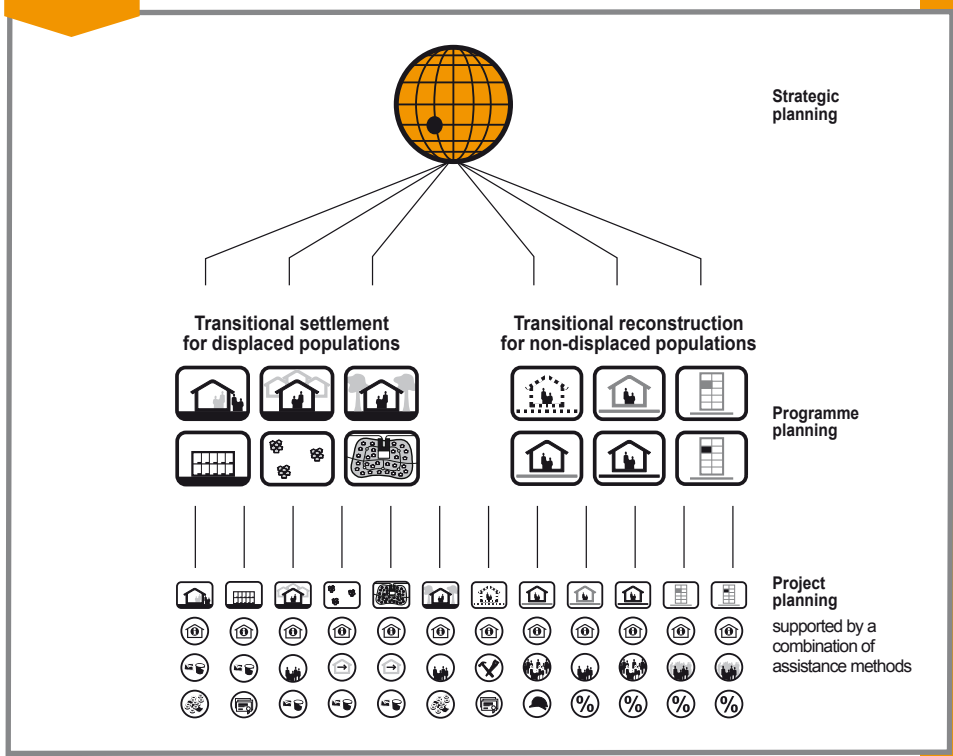 Strategic
planning
Transitional settlement
for displaced populations
Transitional reconstruction
for non-displaced populations
Programme
planning
Project
planning
supported by a
combination of
assistance methods
% % % % %